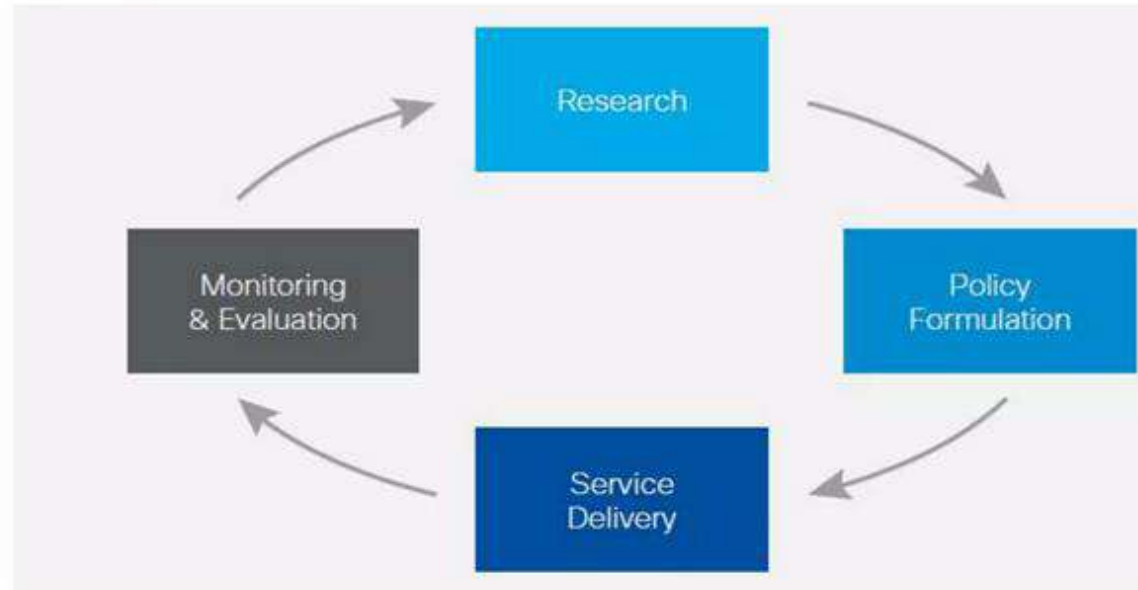 Research
Policy
Formulation
Service
Delivery
Monitoring
& Evaluation